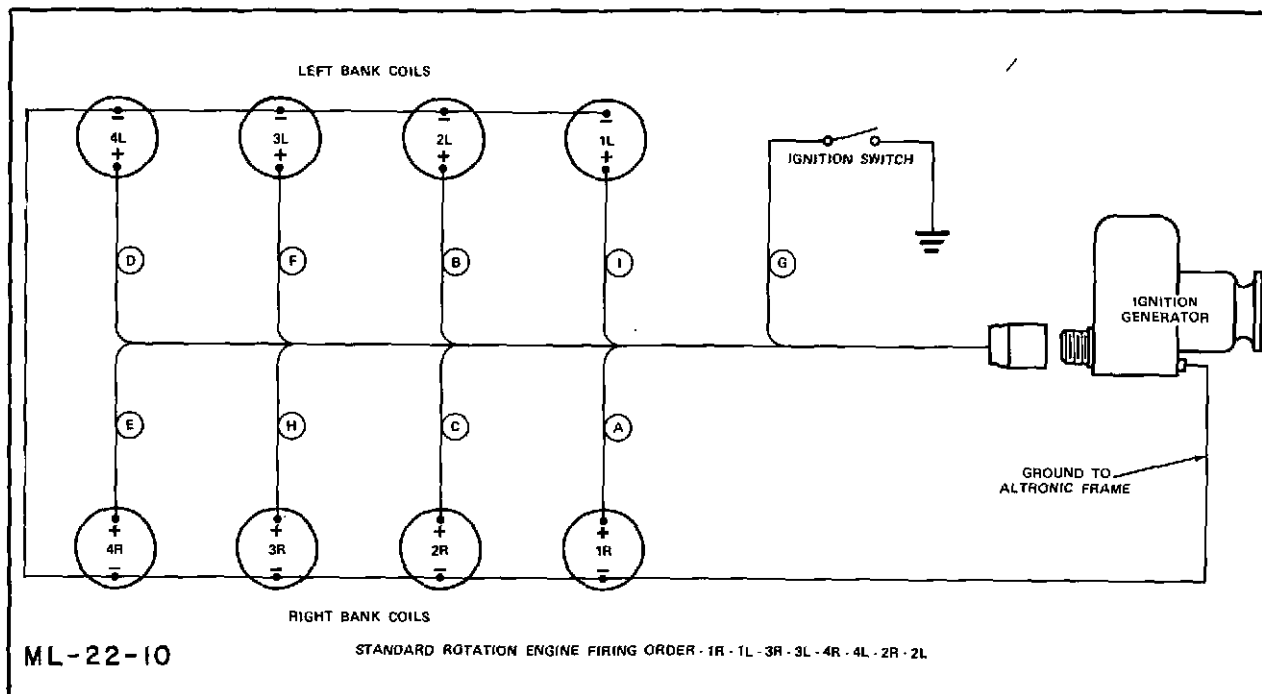 LEFT BANK COILS
4L
3L
2L
1L
IGNITION SWITCH
D
F
B
I
G
IGNITION
GENERATOR
E
H
C
A
GROUND TO
ALTRONIC FRAME
4R
3R
2R
1R
RIGHT BANK COILS
ML-22-10
STANDARD ROTATION ENGINE FIRING ORDER - 1R - 1L - 3R - 3L - 4R - 4L - 2R - 2L